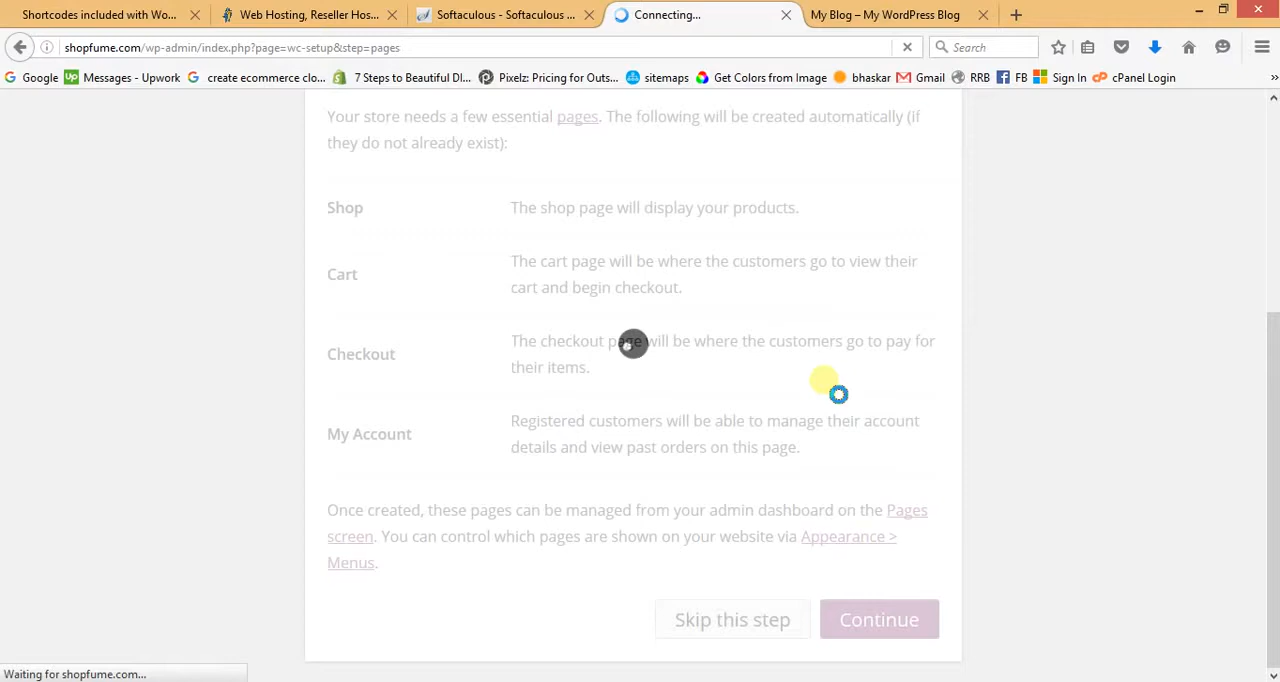 Shortcodes included with Wo...
Web Hosting, Reseller Hos...
Softaculous - Softaculous ...
Connecting...
My Blog – My WordPress Blog
shopfume.com/wp-admin/index.php?page=wc-setup&step=pages
Search
Google
Messages - Upwork
create ecommerce clo...
7 Steps to Beautiful DI...
Pixelz: Pricing for Outs...
sitemaps
Get Colors from Image
bhaskar
Gmail
RRB
FB
Sign In
cPanel Login
Your store needs a few essential pages. The following will be created automatically (if
they do not already exist):
Shop
The shop page will display your products.
Cart
The cart page will be where the customers go to view their
cart and begin checkout.
Checkout
The checkout page will be where the customers go to pay for
their items.
My Account
Registered customers will be able to manage their account
details and view past orders on this page.
Once created, these pages can be managed from your admin dashboard on the Pages
screen. You can control which pages are shown on your website via Appearance >
Menus.
Skip this step
Continue
Waiting for shopfume.com...